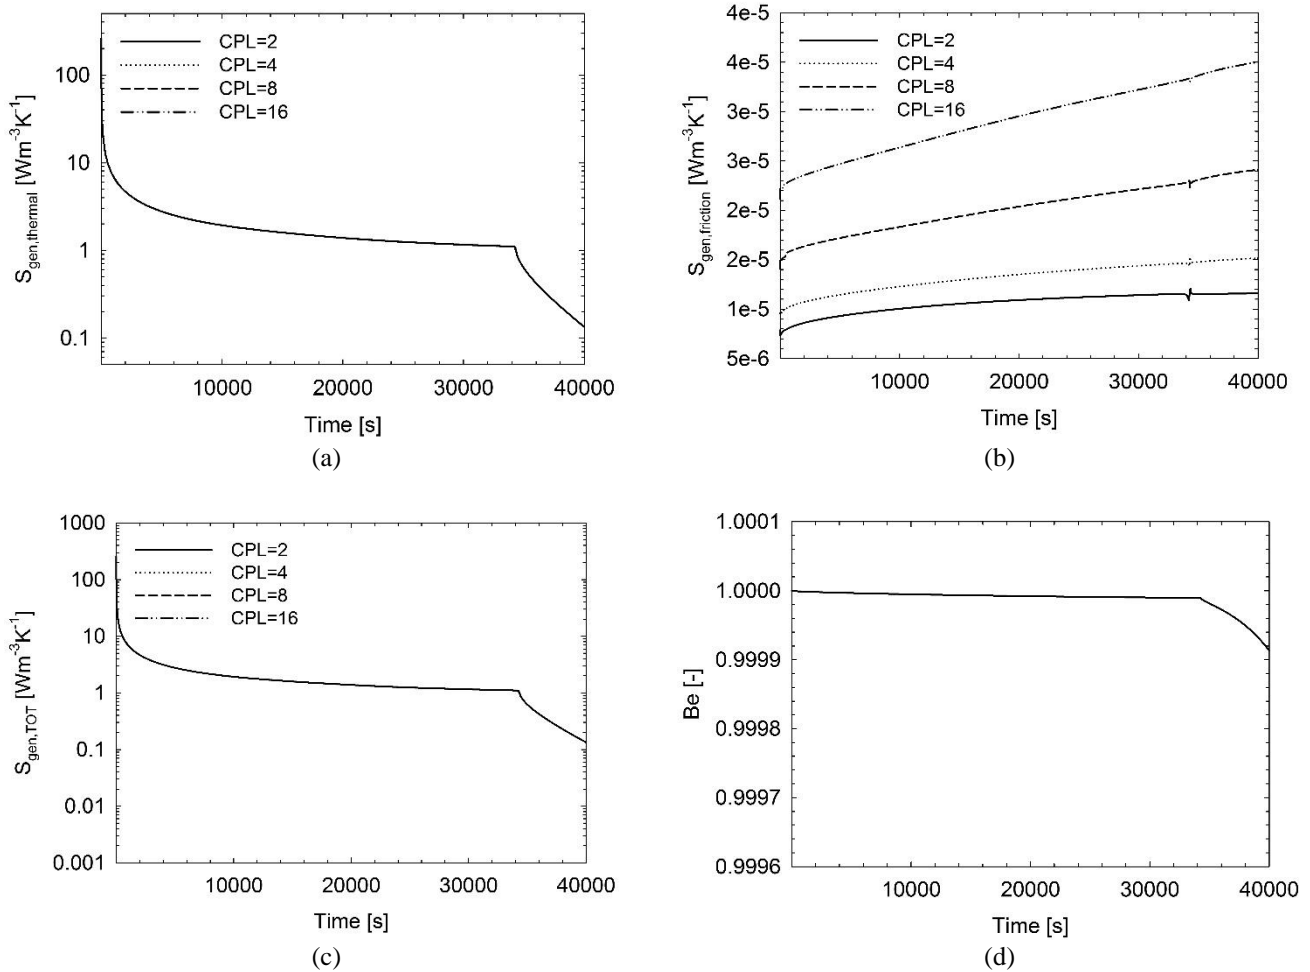 CPL=2
CPL=4
CPL=8
CPL=16
100
10
1
0.1
10000 20000 30000 40000
S_gen,thermal [Wm⁻³K⁻¹]
Time [s]
(a)
CPL=2
CPL=4
CPL=8
CPL=16
4e-5
4e-5
3e-5
3e-5
2e-5
2e-5
1e-5
5e-6
10000 20000 30000 40000
S_gen,friction [Wm⁻³K⁻¹]
Time [s]
(b)
CPL=2
CPL=4
CPL=8
CPL=16
1000
100
10
1
0.1
0.01
0.001
10000 20000 30000 40000
S_gen,TOT [Wm⁻³K⁻¹]
Time [s]
(c)
1.0001
1.0000
0.9999
0.9998
0.9997
0.9996
10000 20000 30000 40000
Be [-]
Time [s]
(d)